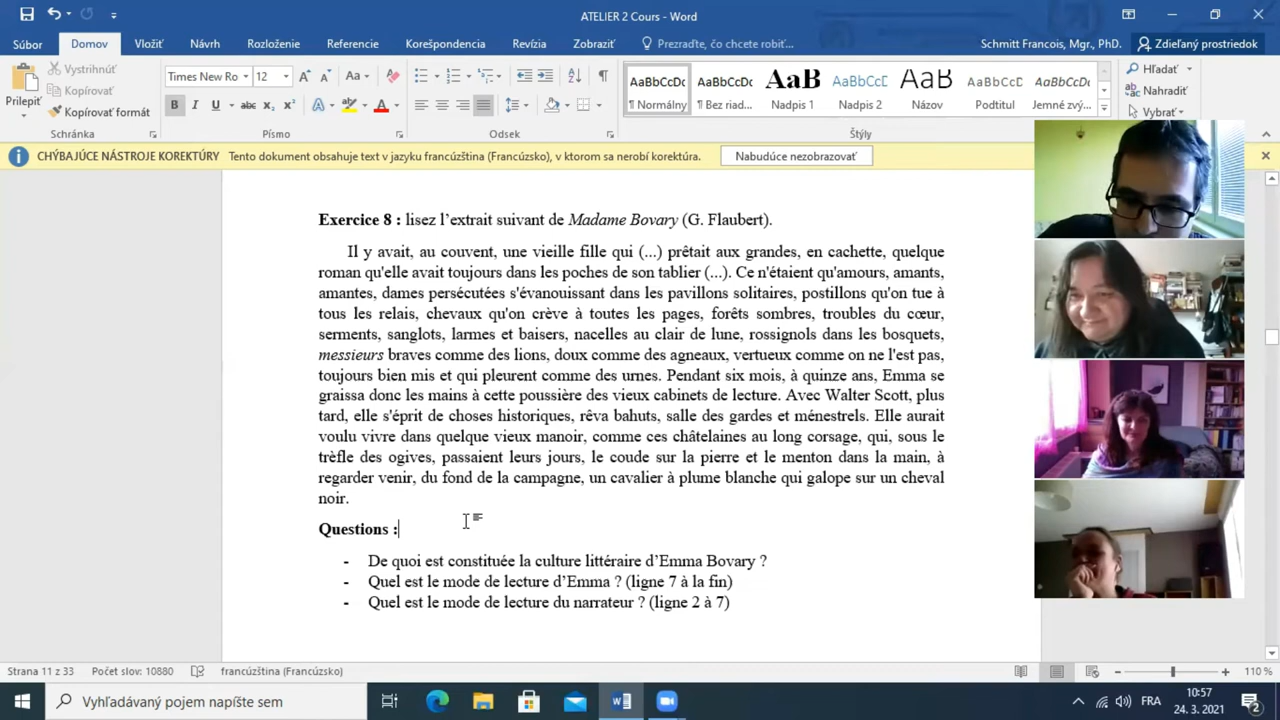 ATELIER 2 Cours - Word
Súbor Domov Vložiť Návrh Rozloženie Referencie Korešpondencia Revízia Zobraziť Prezraďte, čo chcete robiť... Schmitt Francois, Mgr., PhD. Zdieľaný prostriedok
Prilepiť
Vystrihnúť
Kopírovať
Kopírovať formát
Times New Ro 12
AaBbCcDc AaBbCcDc AaB AaBbCcD AaB AaBbCcD AaBbCcDc
¶ Normálny ¶ Bez riad... Nadpis 1 Nadpis 2 Názov Podtitul Jemné zvý...
Hľadať
Nahradiť
Vybrať
Schránka Písmo Odsek Štýly
CHÝBAJÚCE NÁSTROJE KOREKTÚRY Tento dokument obsahuje text v jazyku francúzština (Francúzsko), v ktorom sa nerobí korektúra. Nabudúce nezobrazovať
Exercice 8 : lisez l’extrait suivant de Madame Bovary (G. Flaubert).
Il y avait, au couvent, une vieille fille qui (...) prêtait aux grandes, en cachette, quelque
roman qu'elle avait toujours dans les poches de son tablier (...). Ce n'étaient qu'amours, amants,
amantes, dames persécutées s'évanouissant dans les pavillons solitaires, postillons qu'on tue à
tous les relais, chevaux qu'on crève à toutes les pages, forêts sombres, troubles du cœur,
serments, sanglots, larmes et baisers, nacelles au clair de lune, rossignols dans les bosquets,
messieurs braves comme des lions, doux comme des agneaux, vertueux comme on ne l'est pas,
toujours bien mis et qui pleurent comme des urnes. Pendant six mois, à quinze ans, Emma se
graissa donc les mains à cette poussière des vieux cabinets de lecture. Avec Walter Scott, plus
tard, elle s'éprit de choses historiques, rêva bahuts, salle des gardes et ménestrels. Elle aurait
voulu vivre dans quelque vieux manoir, comme ces châtelaines au long corsage, qui, sous le
trèfle des ogives, passaient leurs jours, le coude sur la pierre et le menton dans la main, à
regarder venir, du fond de la campagne, un cavalier à plume blanche qui galope sur un cheval
noir.
Questions :
- De quoi est constituée la culture littéraire d’Emma Bovary ?
- Quel est le mode de lecture d’Emma ? (ligne 7 à la fin)
- Quel est le mode de lecture du narrateur ? (ligne 2 à 7)
Strana 11 z 33 Počet slov: 10880 francúzština (Francúzsko) 110 %
Vyhľadávaný pojem napíšte sem
FRA
10:57
24. 3. 2021
2